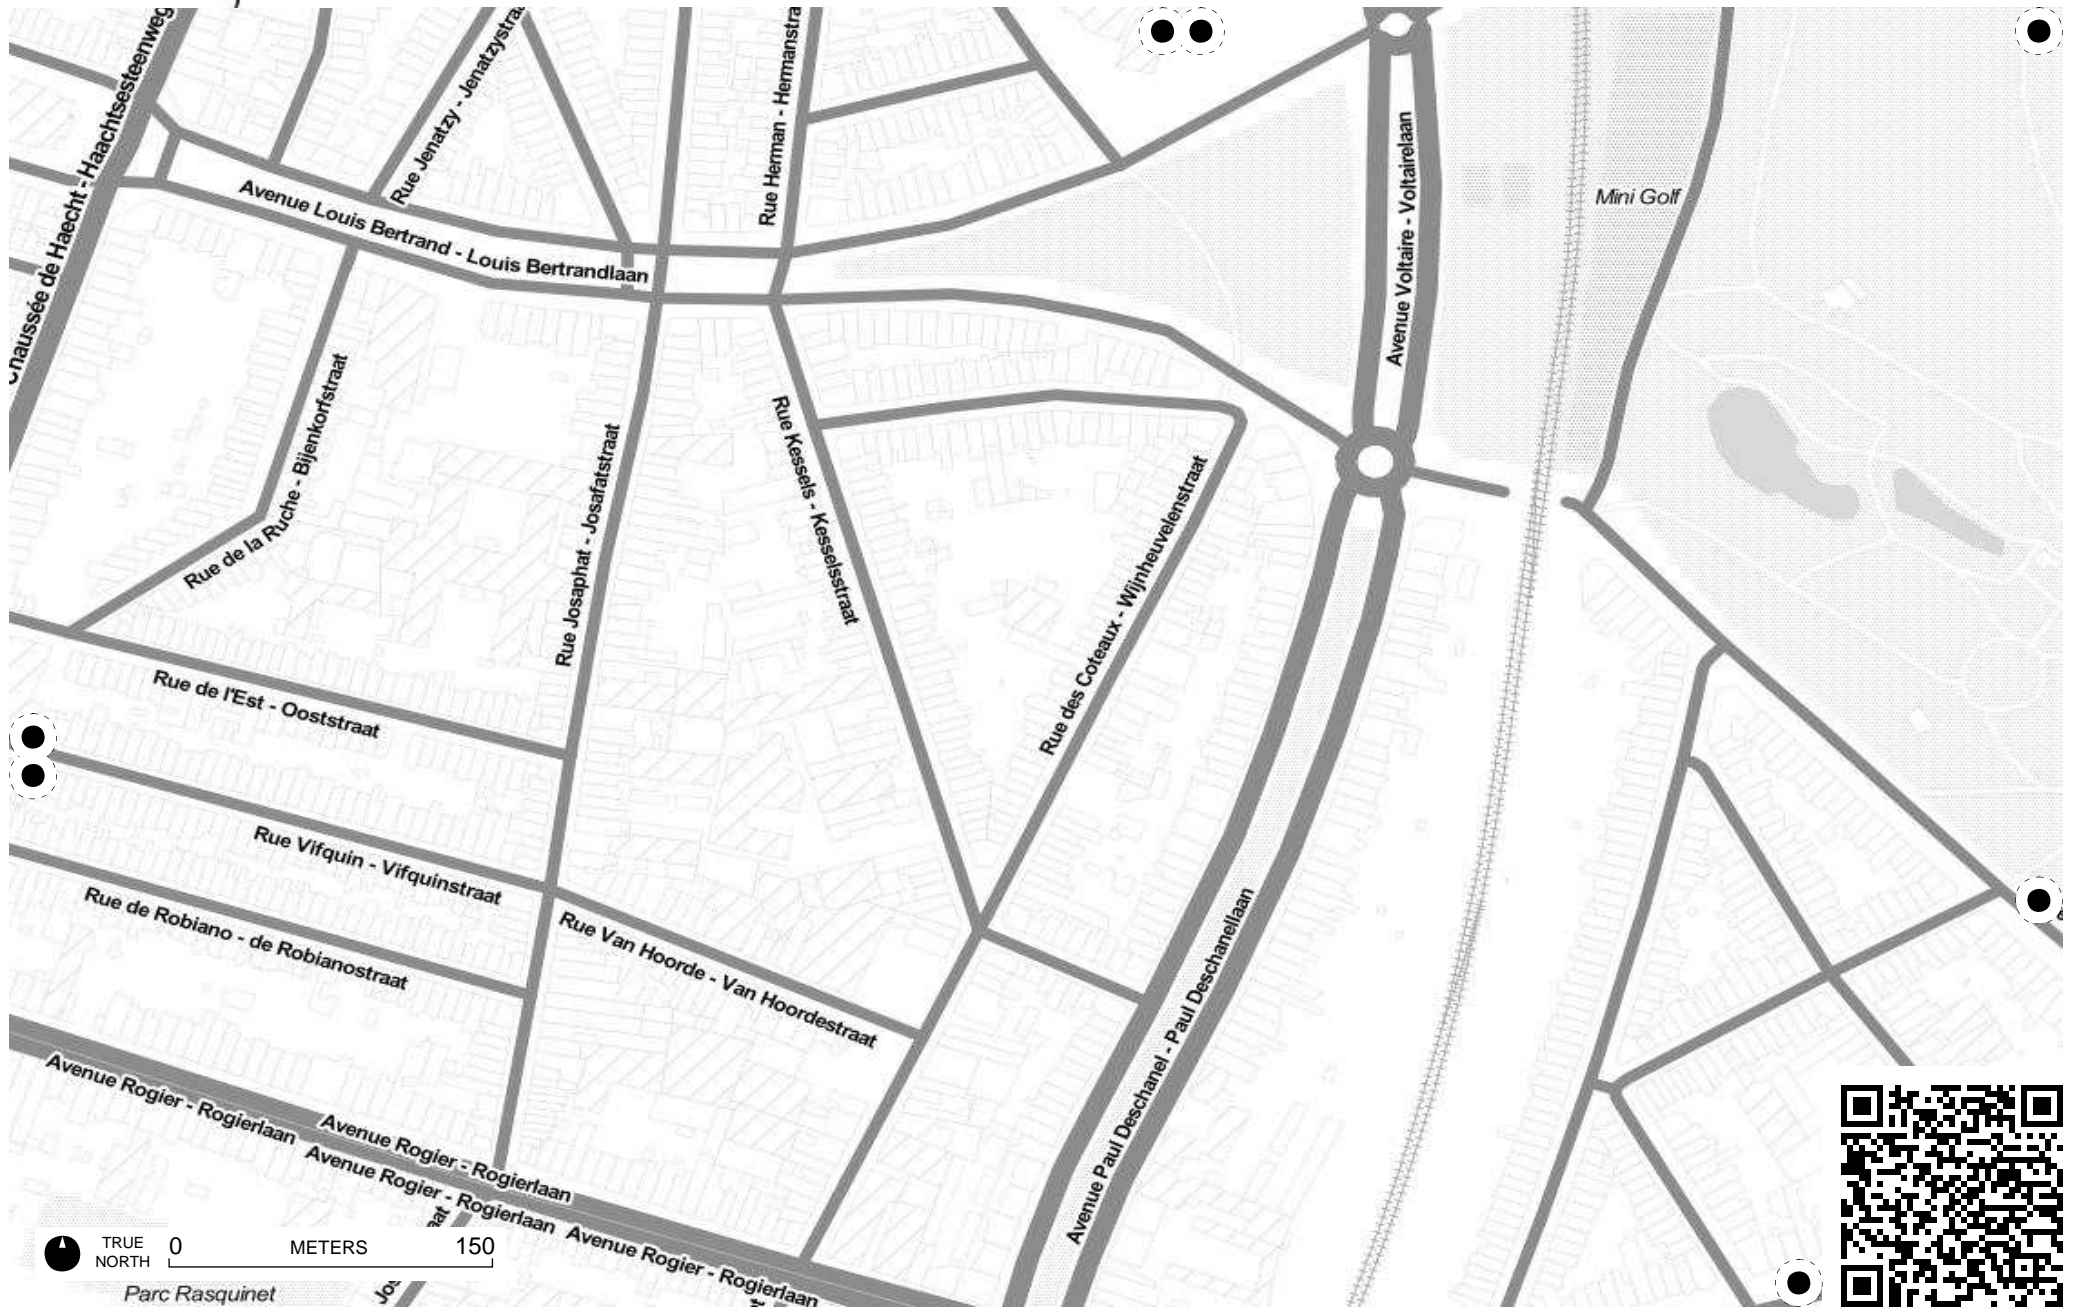 Chaussée de Haecht - Haachtsesteenweg
Rue Jenatzy - Jenatzystraa
Rue Herman - Hermanstra
Avenue Voltaire - Voltairelaan
Mini Golf
Avenue Louis Bertrand - Louis Bertrandlaan
Rue de la Ruche - Bijenkorfstraat
Rue Josaphat - Josafatstraat
Rue Kessels - Kesselsstraat
Rue des Coteaux - Wijnheuvelenstraat
Rue de l'Est - Ooststraat
Rue Vifquin - Vifquinstraat
Rue de Robiano - de Robianostraat
Rue Van Hoorde - Van Hoordestraat
Avenue Paul Deschanel - Paul Deschanellaan
Avenue Rogier - Rogierlaan
Avenue Rogier - Rogierlaan
Avenue Rogier - Rogierlaan
Avenue Rogier - Rogierlaan
aat
Jos
TRUE
NORTH
0 METERS 150
Parc Rasquinet